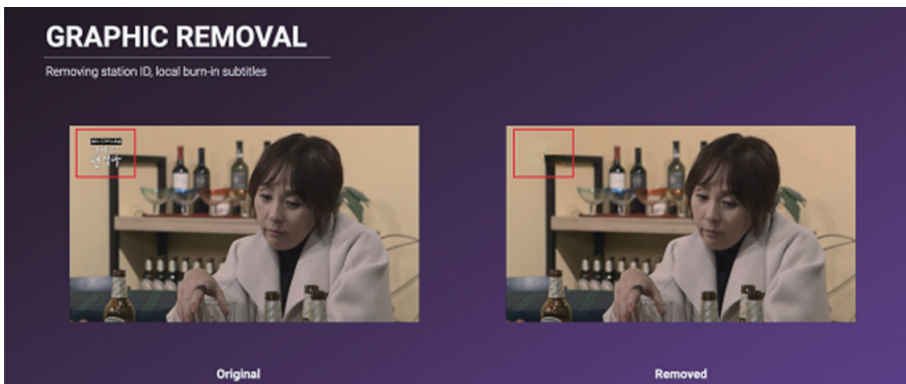 GRAPHIC REMOVAL
Removing station ID, local burn-in subtitles
Original
Removed